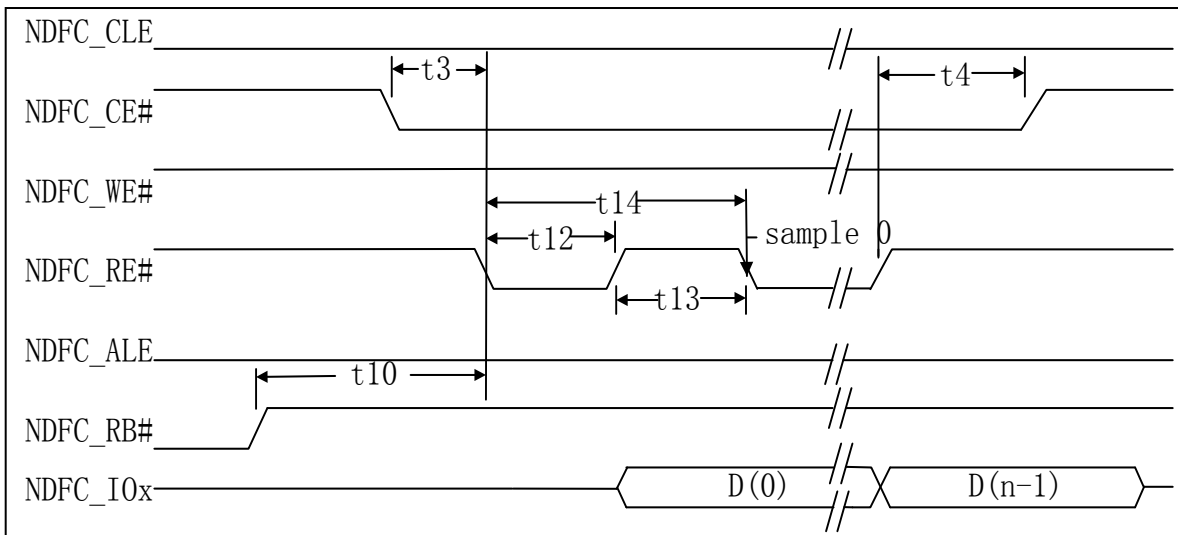 NDFC_CLE
t3
t4
NDFC_CE#
NDFC_WE#
t14
t12
sample 0
NDFC_RE#
t13
NDFC_ALE
t10
NDFC_RB#
NDFC_IOx
D(0)
D(n-1)